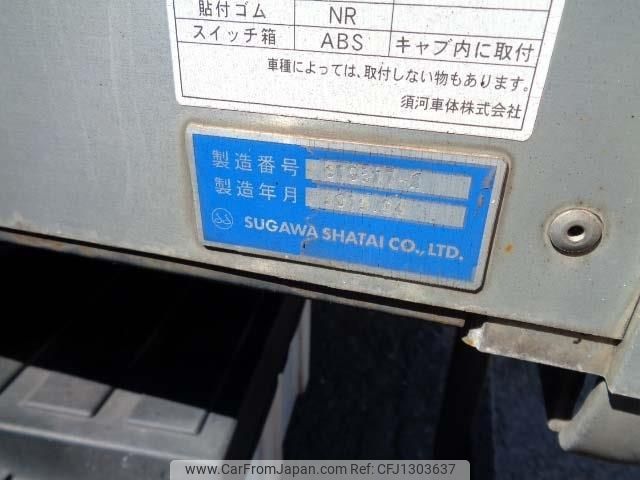 貼付ゴム NR
スイッチ箱 ABS キャブ内に取付
車種によっては、取付しない物もあります。
須河車体株式会社
製造番号
製造年月
SUGAWA SHATAI CO., LTD.
www.CarFromJapan.com | CFJ1303637